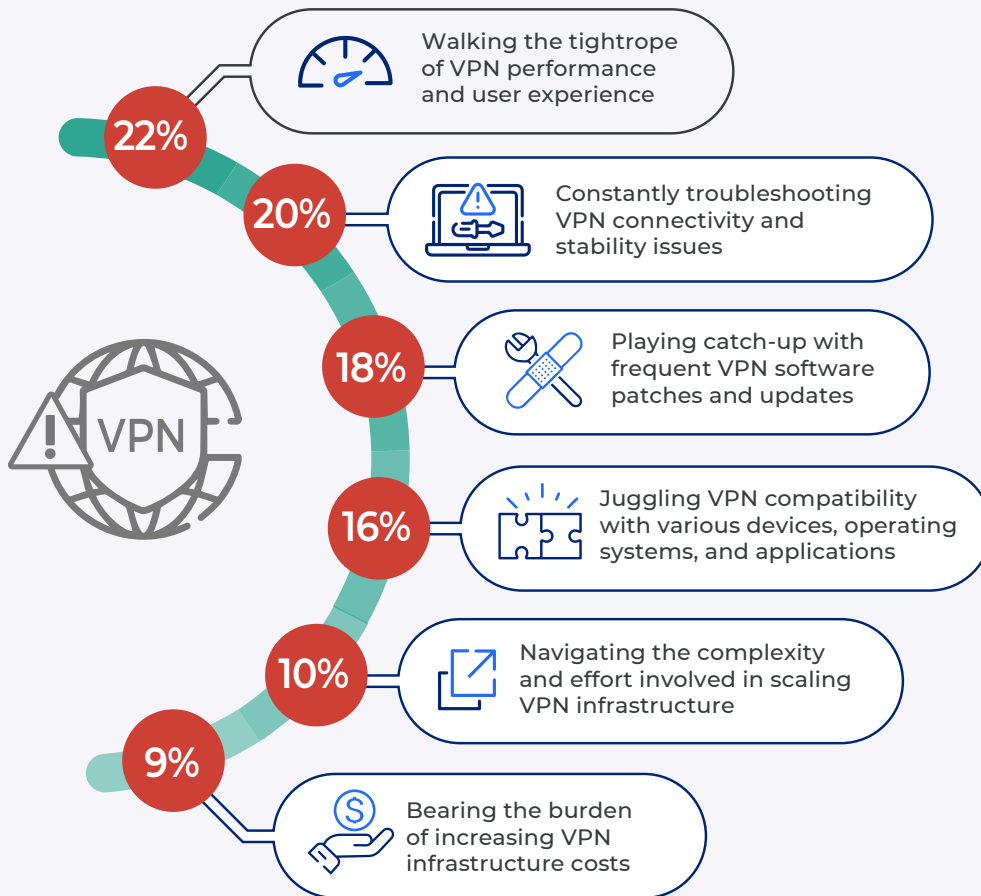 22%
Walking the tightrope
of VPN performance
and user experience
20%
Constantly troubleshooting
VPN connectivity and
stability issues
18%
Playing catch-up with
frequent VPN software
patches and updates
VPN
16%
Juggling VPN compatibility
with various devices, operating
systems, and applications
10%
Navigating the complexity
and effort involved in scaling
VPN infrastructure
9%
Bearing the burden
of increasing VPN
infrastructure costs